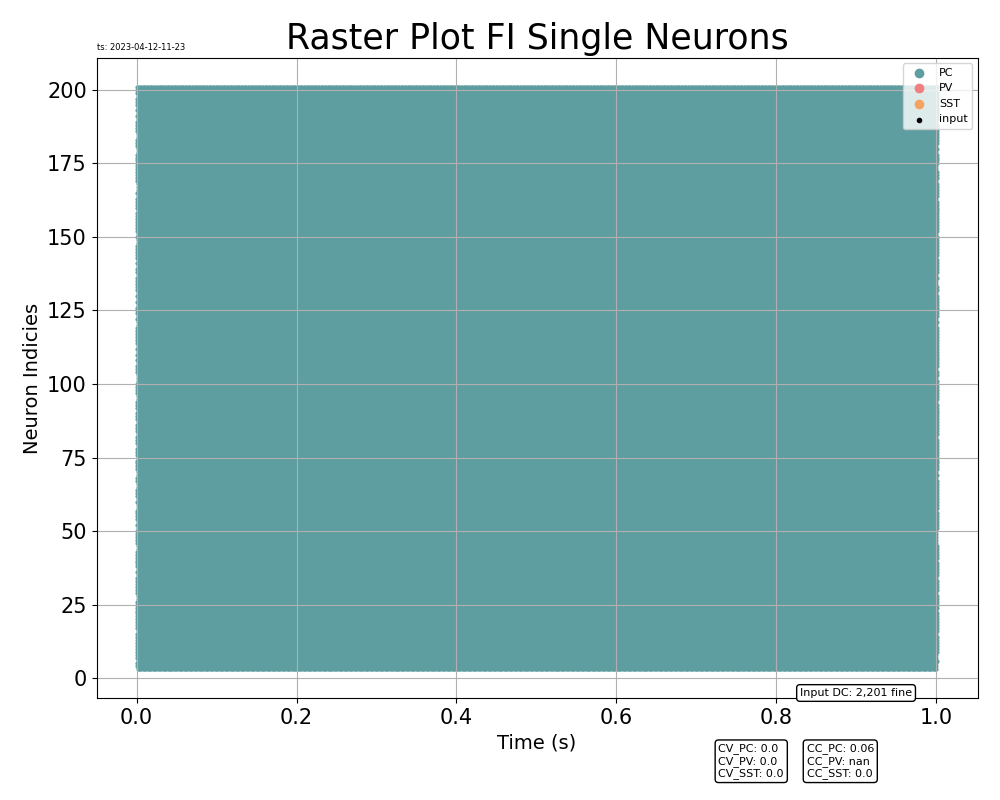 Raster Plot FI Single Neurons
ts: 2023-04-12-11-23
PC
PV
SST
input
200
175
150
125
100
75
50
25
0
Neuron Indicies
Input DC: 2,201 fine
0.0 0.2 0.4 0.6 0.8 1.0
Time (s)
CV_PC: 0.0
CV_PV: 0.0
CV_SST: 0.0
CC_PC: 0.06
CC_PV: nan
CC_SST: 0.0